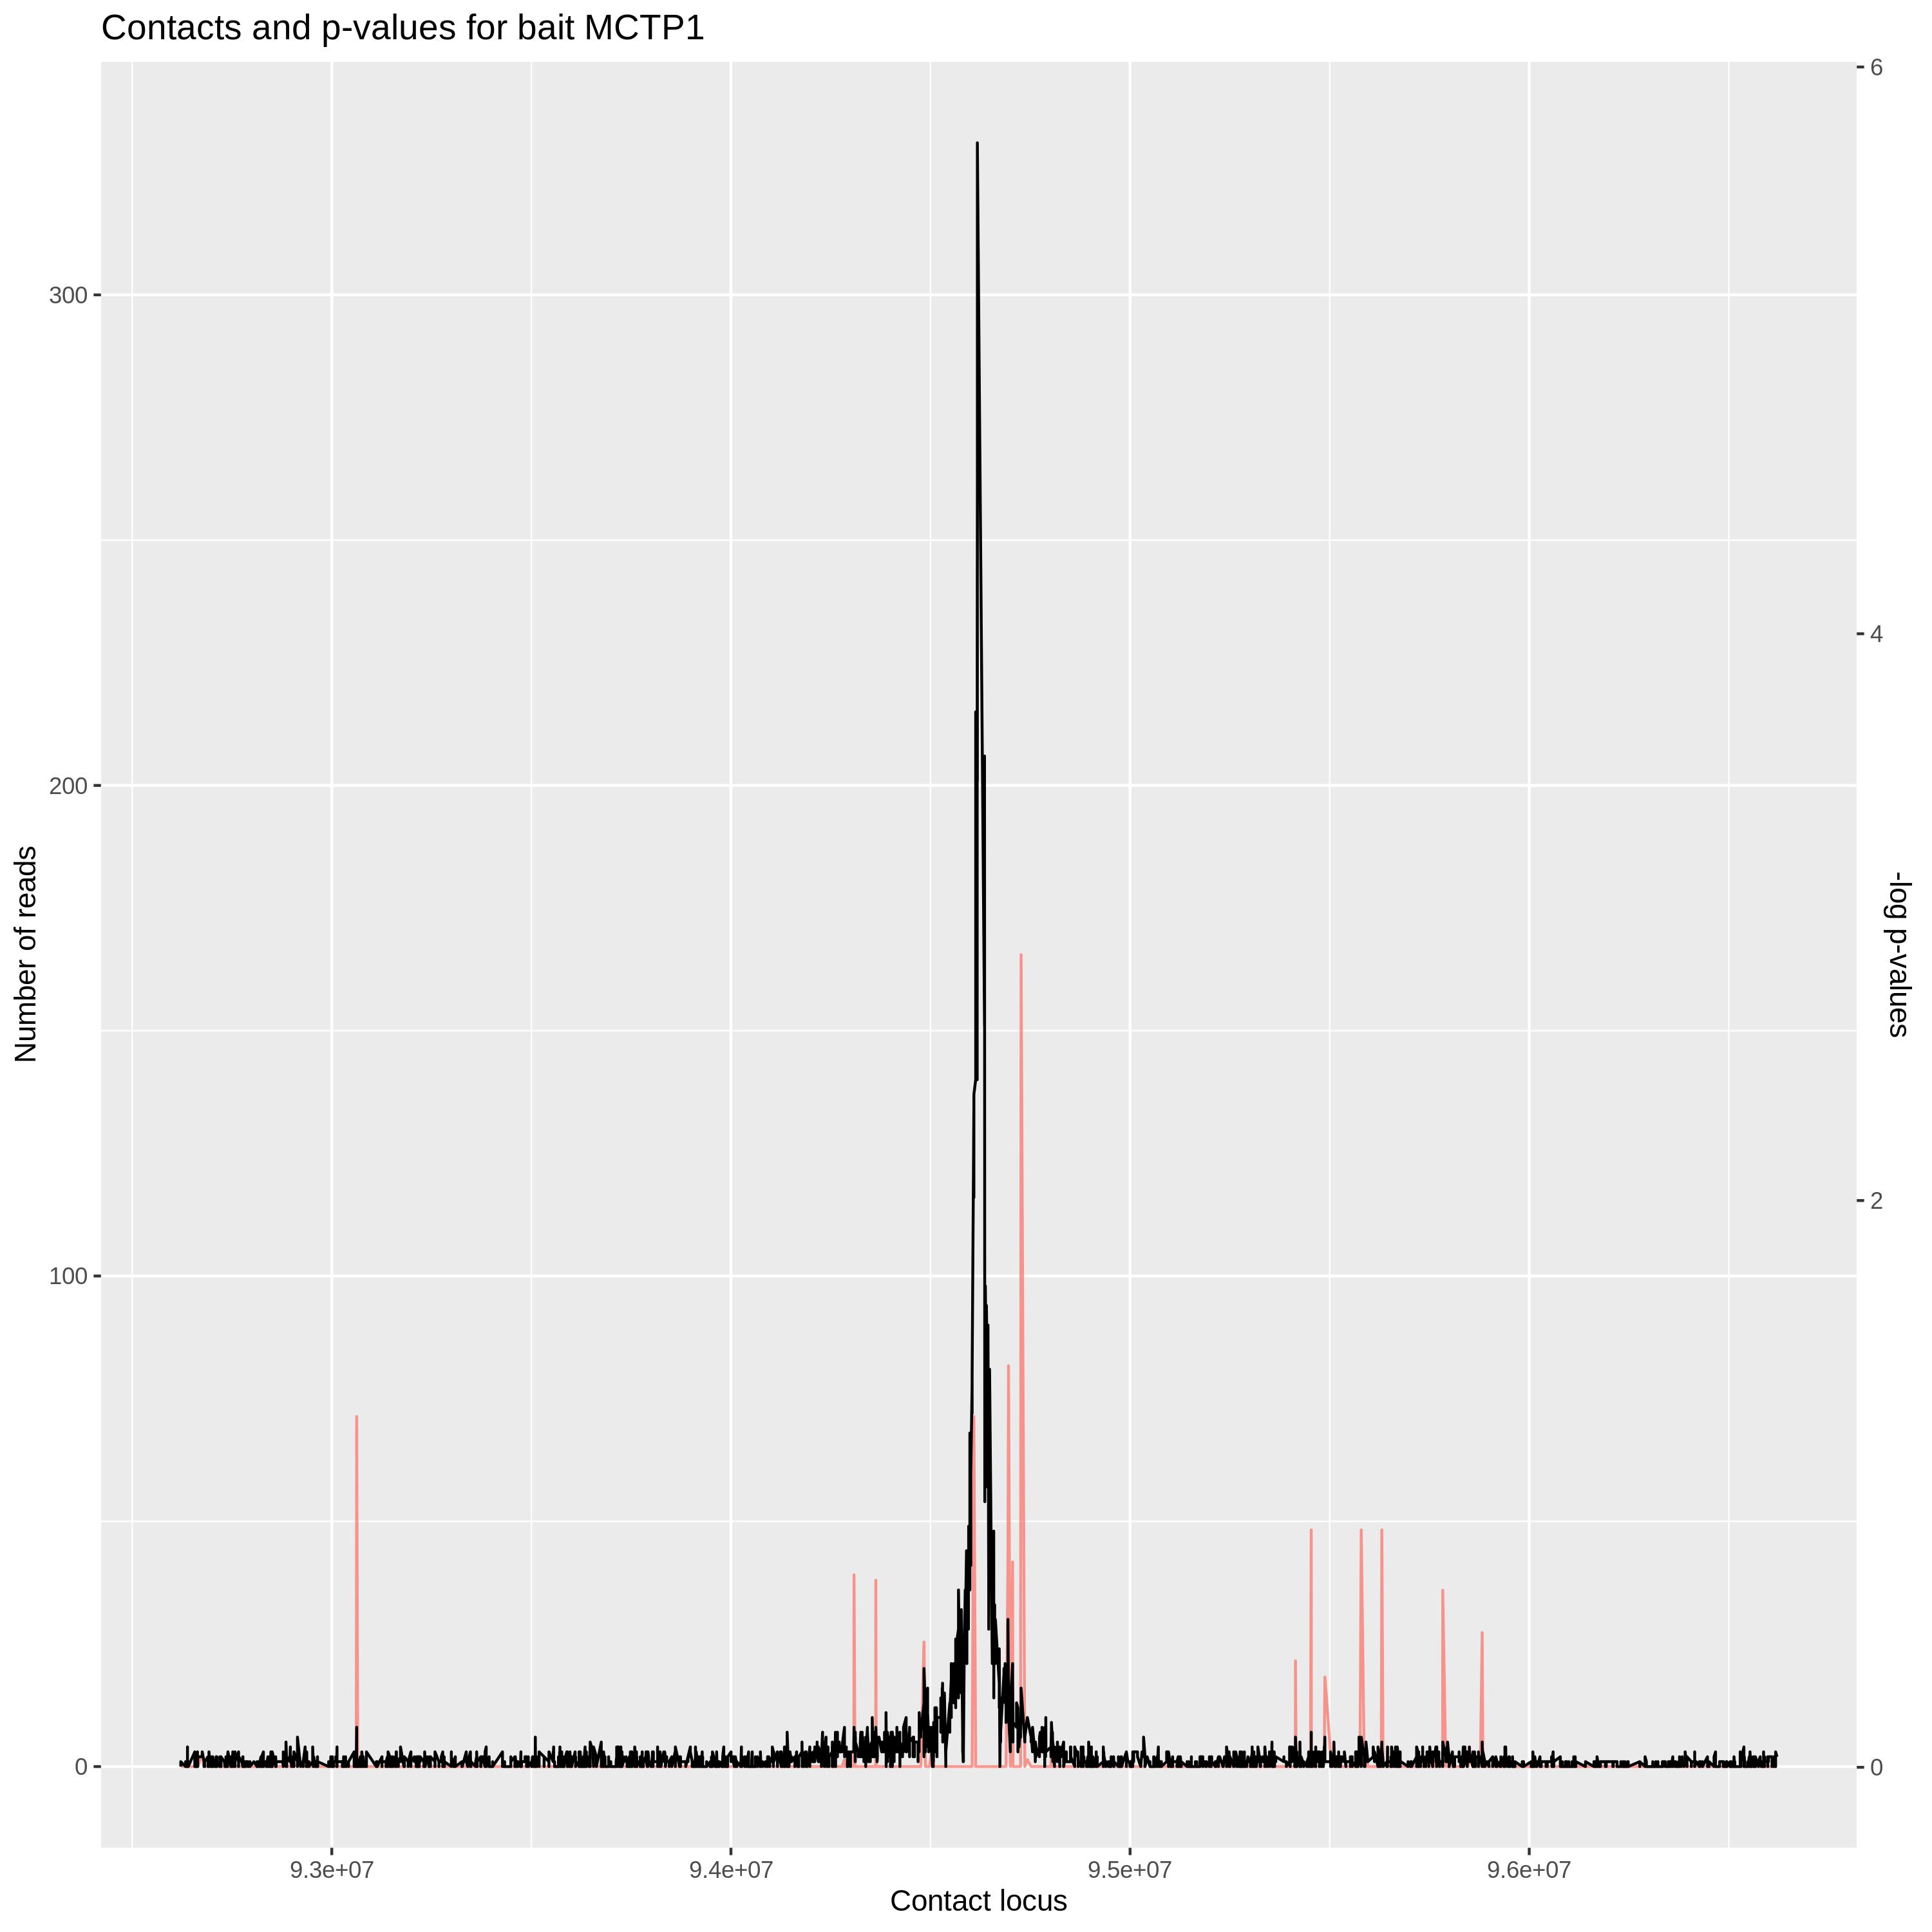 Contacts and p-values for bait MCTP1
Number of reads
300
200
100
0
6
4
2
0
-log p-values
9.3e+07
9.4e+07
9.5e+07
9.6e+07
Contact locus